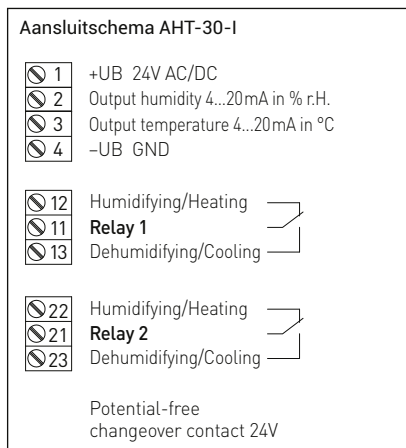 Aansluitschema AHT-30-I
1 +UB 24V AC/DC
2 Output humidity 4...20mA in % r.H.
3 Output temperature 4...20mA in °C
4 –UB GND
12 Humidifying/Heating
11 Relay 1
13 Dehumidifying/Cooling
22 Humidifying/Heating
21 Relay 2
23 Dehumidifying/Cooling
Potential-free
changeover contact 24V